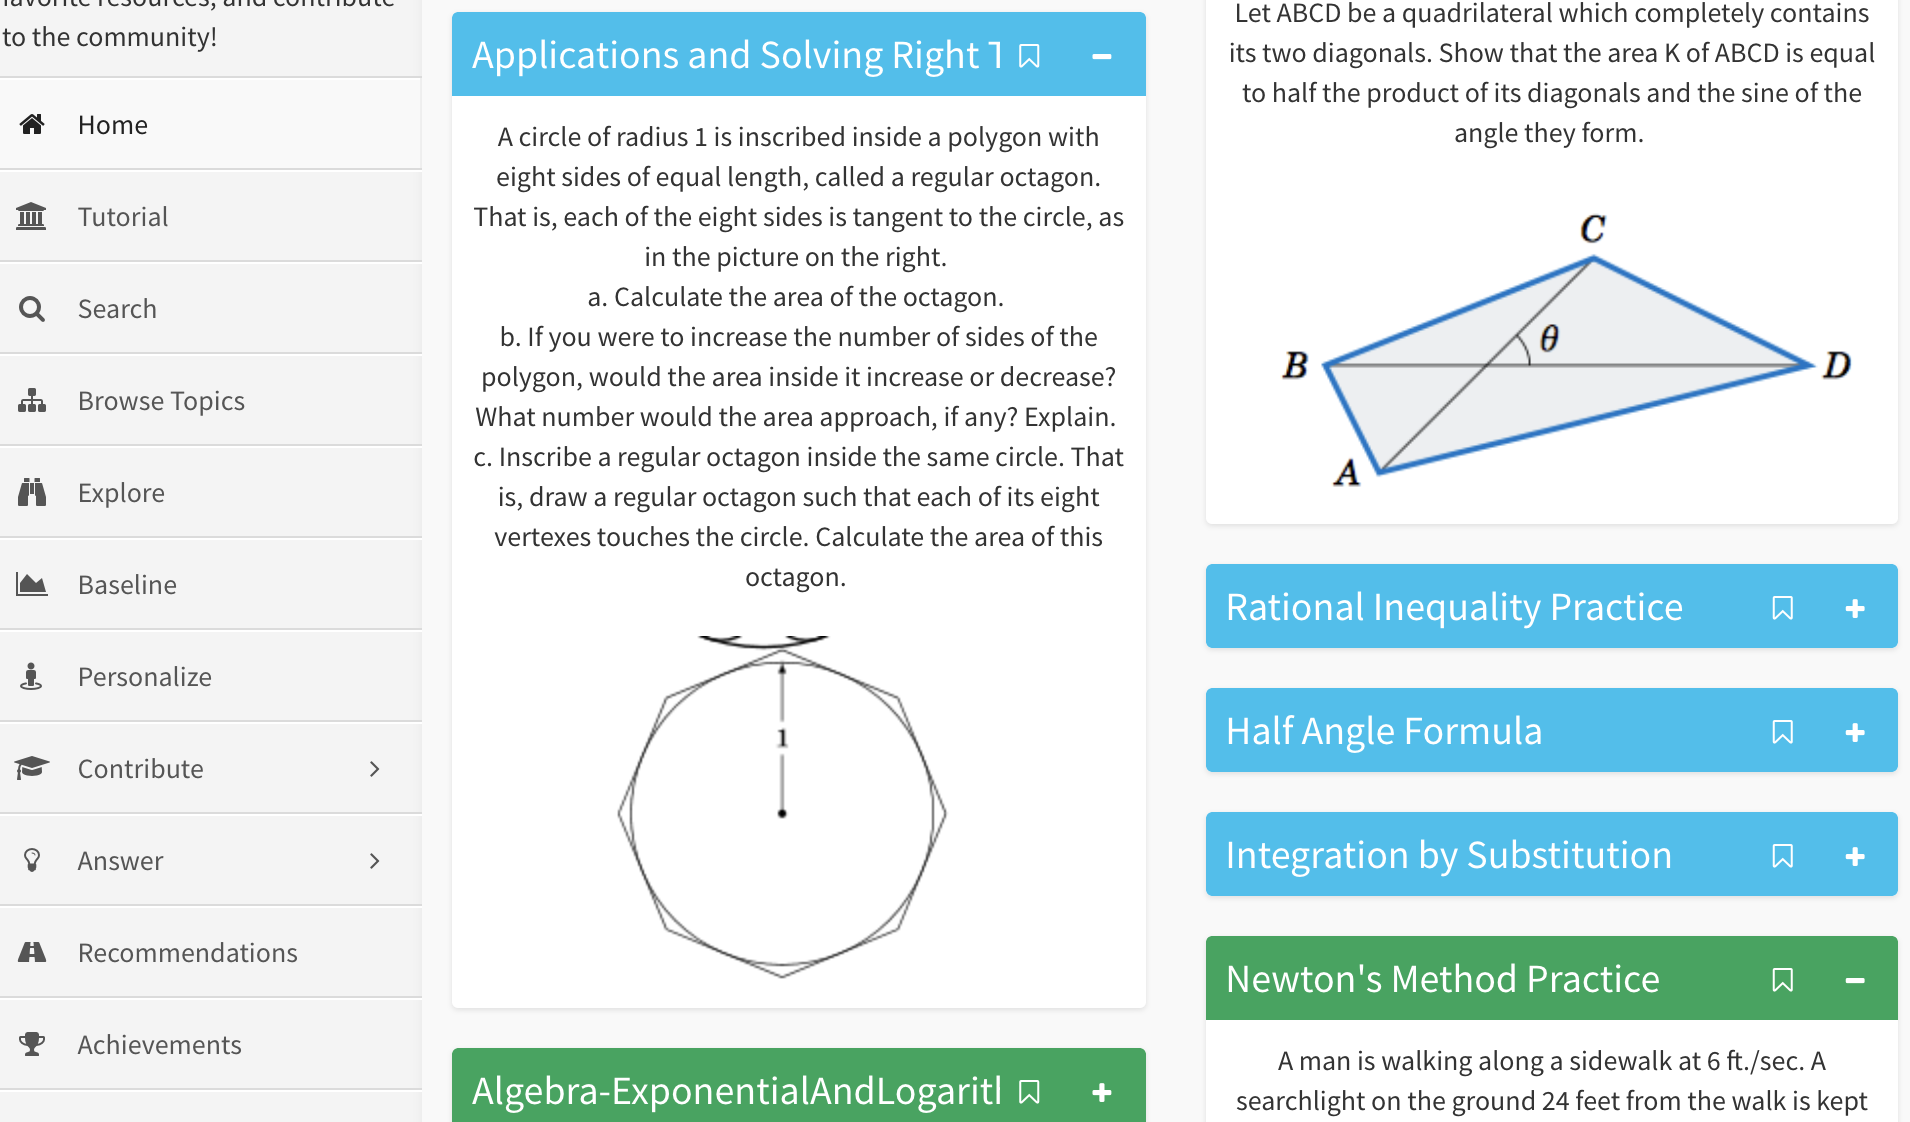 favorite resources, and contribute
to the community!
Home
Tutorial
Search
Browse Topics
Explore
Baseline
Personalize
Contribute
Answer
Recommendations
Achievements
Applications and Solving Right T
A circle of radius 1 is inscribed inside a polygon with
eight sides of equal length, called a regular octagon.
That is, each of the eight sides is tangent to the circle, as
in the picture on the right.
a. Calculate the area of the octagon.
b. If you were to increase the number of sides of the
polygon, would the area inside it increase or decrease?
What number would the area approach, if any? Explain.
c. Inscribe a regular octagon inside the same circle. That
is, draw a regular octagon such that each of its eight
vertexes touches the circle. Calculate the area of this
octagon.
1
Algebra-ExponentialAndLogarith
Let ABCD be a quadrilateral which completely contains
its two diagonals. Show that the area K of ABCD is equal
to half the product of its diagonals and the sine of the
angle they form.
C
θ
B
D
A
Rational Inequality Practice
Half Angle Formula
Integration by Substitution
Newton's Method Practice
A man is walking along a sidewalk at 6 ft./sec. A
searchlight on the ground 24 feet from the walk is kept